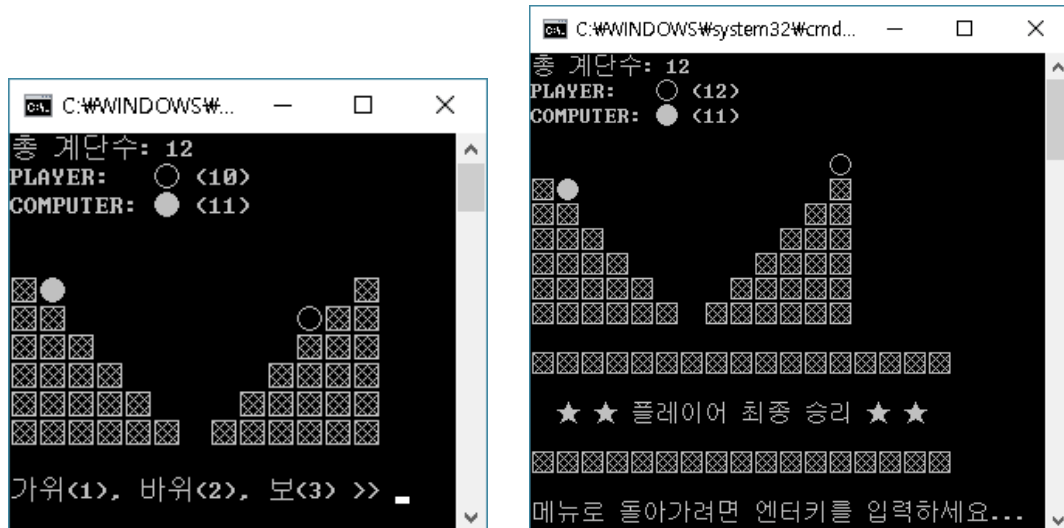 C:₩WINDOWS₩...
총 계단수: 12
PLAYER: ○ (10)
COMPUTER: ● (11)
가위(1), 바위(2), 보(3) >>
C:₩WINDOWS₩system32₩cmd...
총 계단수: 12
PLAYER: ○ (12)
COMPUTER: ● (11)
★ ★ 플레이어 최종 승리 ★ ★
메뉴로 돌아가려면 엔터키를 입력하세요...